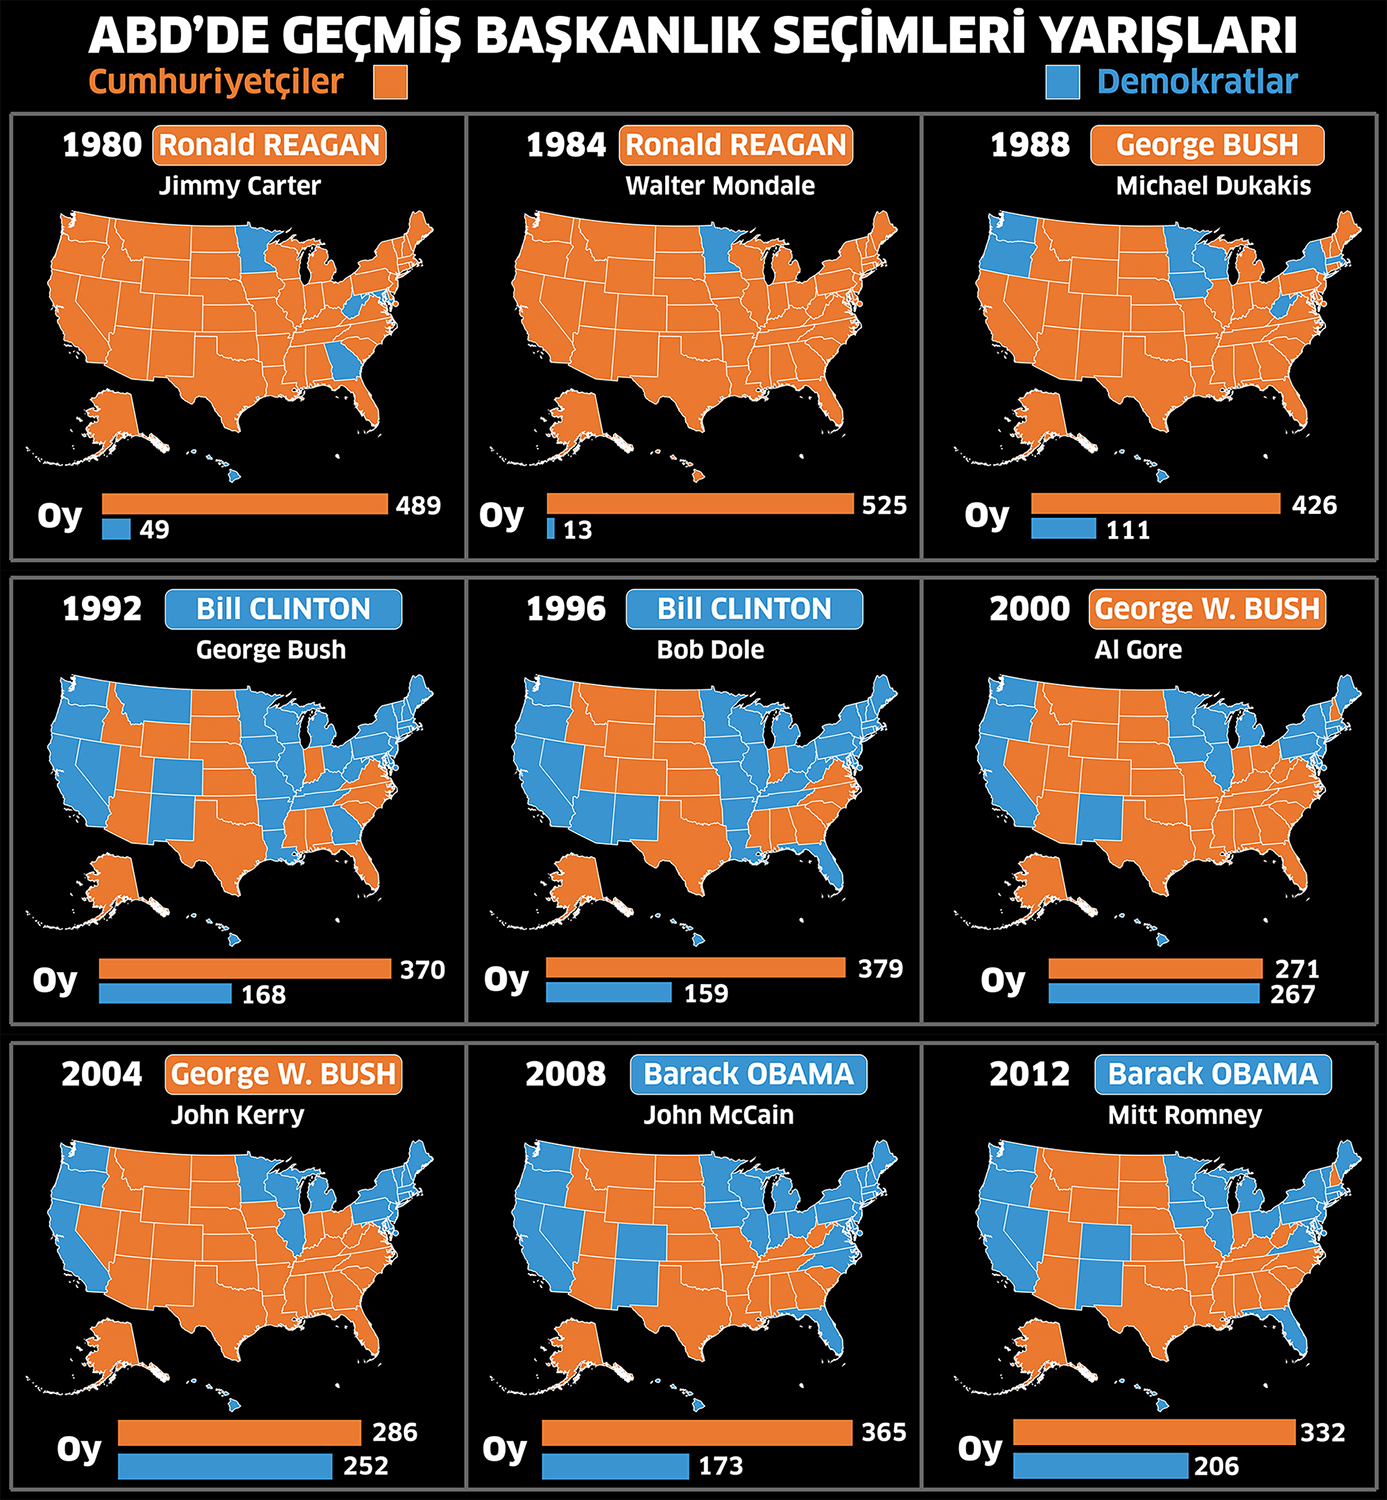 ABD'DE GEÇMİŞ BAŞKANLIK SEÇİMLERİ YARIŞLARI
Cumhuriyetçiler
Demokratlar
1980 Ronald REAGAN
Jimmy Carter
Oy
489
49
1984 Ronald REAGAN
Walter Mondale
Oy
525
13
1988 George BUSH
Michael Dukakis
Oy
426
111
1992 Bill CLINTON
George Bush
Oy
370
168
1996 Bill CLINTON
Bob Dole
Oy
379
159
2000 George W. BUSH
Al Gore
Oy
271
267
2004 George W. BUSH
John Kerry
Oy
286
252
2008 Barack OBAMA
John McCain
Oy
365
173
2012 Barack OBAMA
Mitt Romney
Oy
332
206